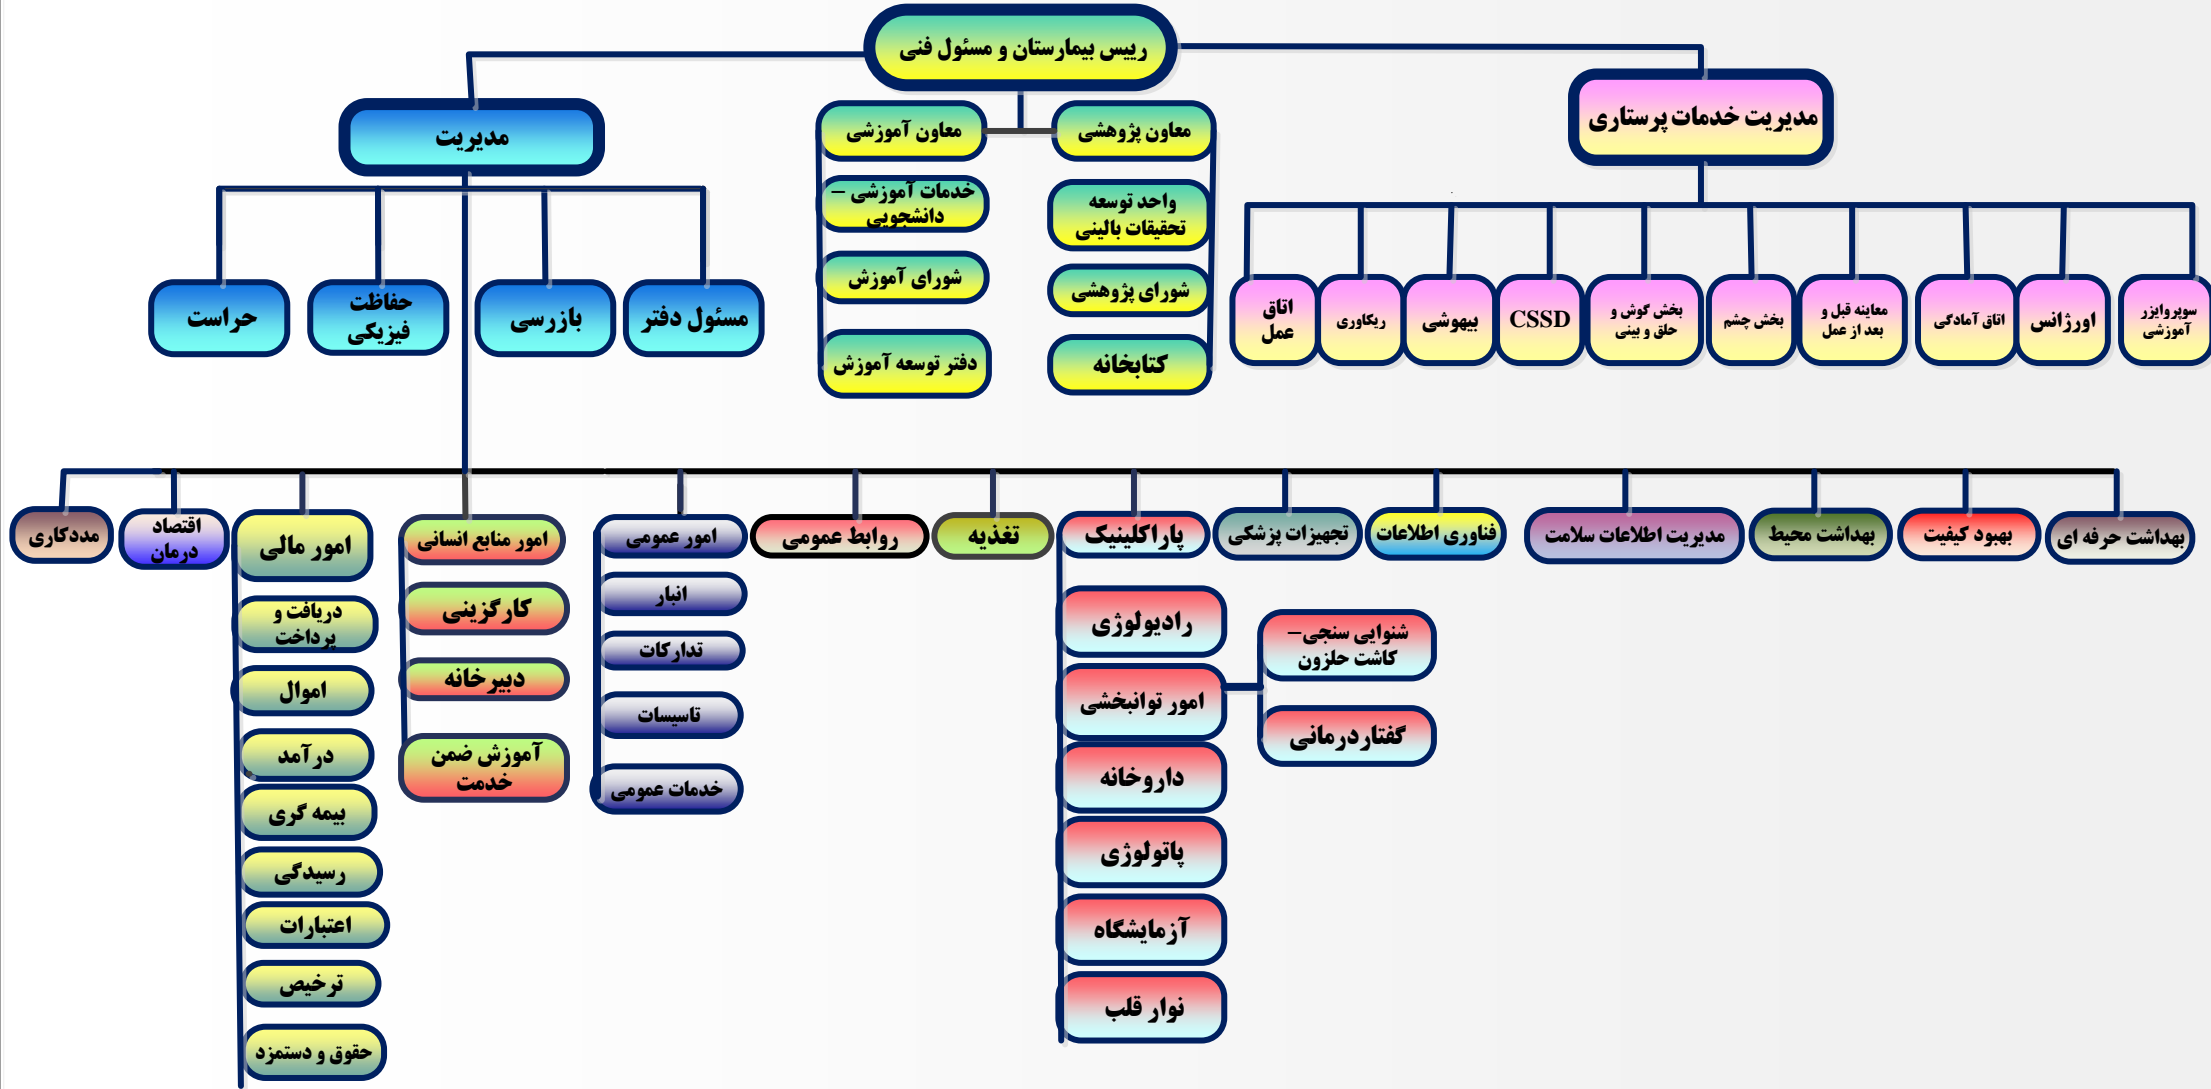 رییس بیمارستان و مسئول فنی
مدیریت خدمات پرستاری
معاون پژوهشی
معاون آموزشی
مدیریت
واحد توسعه
تحقیقات بالینی
شورای پژوهشی
کتابخانه
خدمات آموزشی –
دانشجویی
شورای آموزش
دفتر توسعه آموزش
سوپروایزر
آموزشی
اورژانس
اتاق آمادگی
معاینه قبل و
بعد از عمل
بخش چشم
بخش گوش و
حلق و بینی
CSSD
بیهوشی
ریکاوری
اتاق
عمل
مسئول دفتر
بازرسی
حفاظت
فیزیکی
حراست
بهداشت حرفه ای
بهبود کیفیت
بهداشت محیط
مدیریت اطلاعات سلامت
فناوری اطلاعات
تجهیزات پزشکی
پاراکلینیک
تغذیه
روابط عمومی
امور عمومی
امور منابع انسانی
امور مالی
اقتصاد
درمان
مددکاری
رادیولوژی
امور توانبخشی
شنوایی سنجی–
کاشت حلزون
گفتاردرمانی
داروخانه
پاتولوژی
آزمایشگاه
نوار قلب
انبار
تدارکات
تاسیسات
خدمات عمومی
کارگزینی
دبیرخانه
آموزش ضمن
خدمت
دریافت و
پرداخت
اموال
درآمد
بیمه گری
رسیدگی
اعتبارات
ترخیص
حقوق و دستمزد